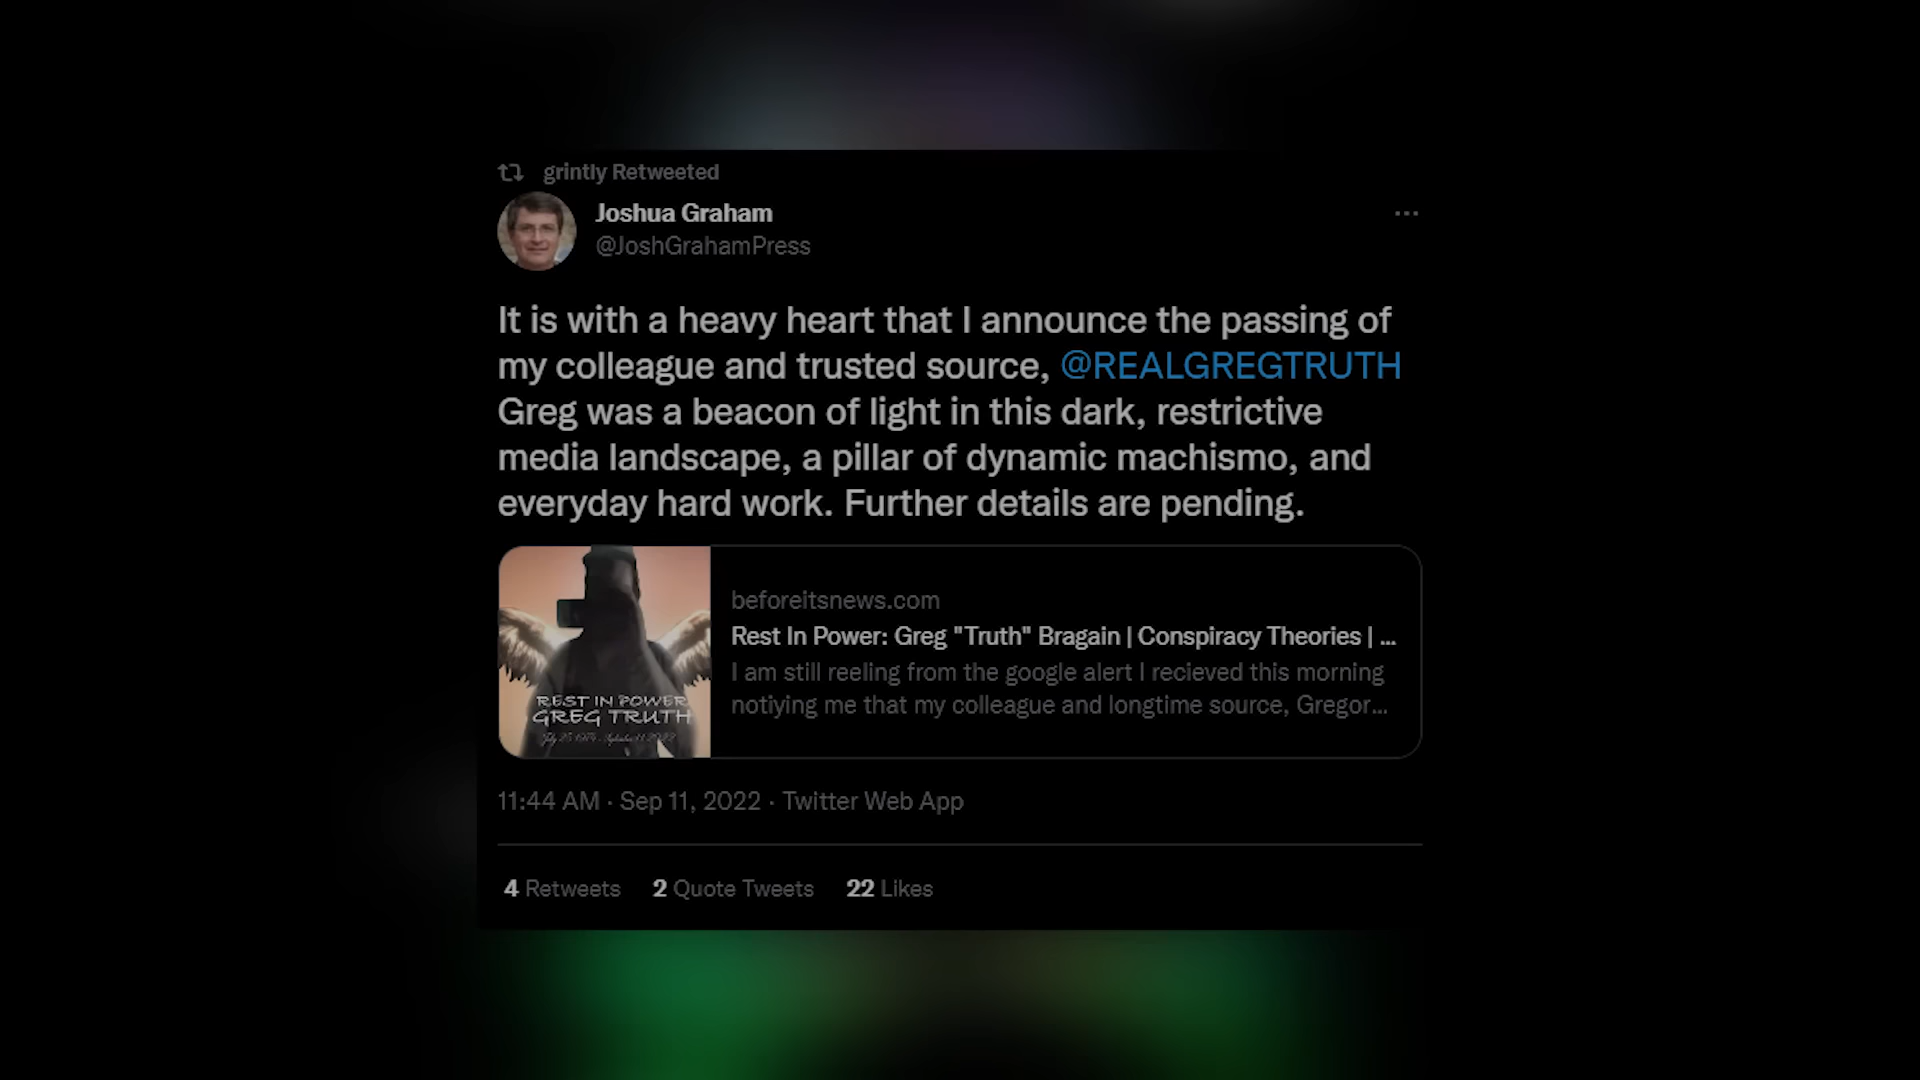 grintly Retweeted
Joshua Graham
@JoshGrahamPress
It is with a heavy heart that I announce the passing of
my colleague and trusted source, @REALGREGTRUTH
Greg was a beacon of light in this dark, restrictive
media landscape, a pillar of dynamic machismo, and
everyday hard work. Further details are pending.
REST IN POWER
GREG TRUTH
beforeitsnews.com
Rest In Power: Greg "Truth" Bragain | Conspiracy Theories | ...
I am still reeling from the google alert I recieved this morning
notiying me that my colleague and longtime source, Gregor...
11:44 AM · Sep 11, 2022 · Twitter Web App
4 Retweets 2 Quote Tweets 22 Likes